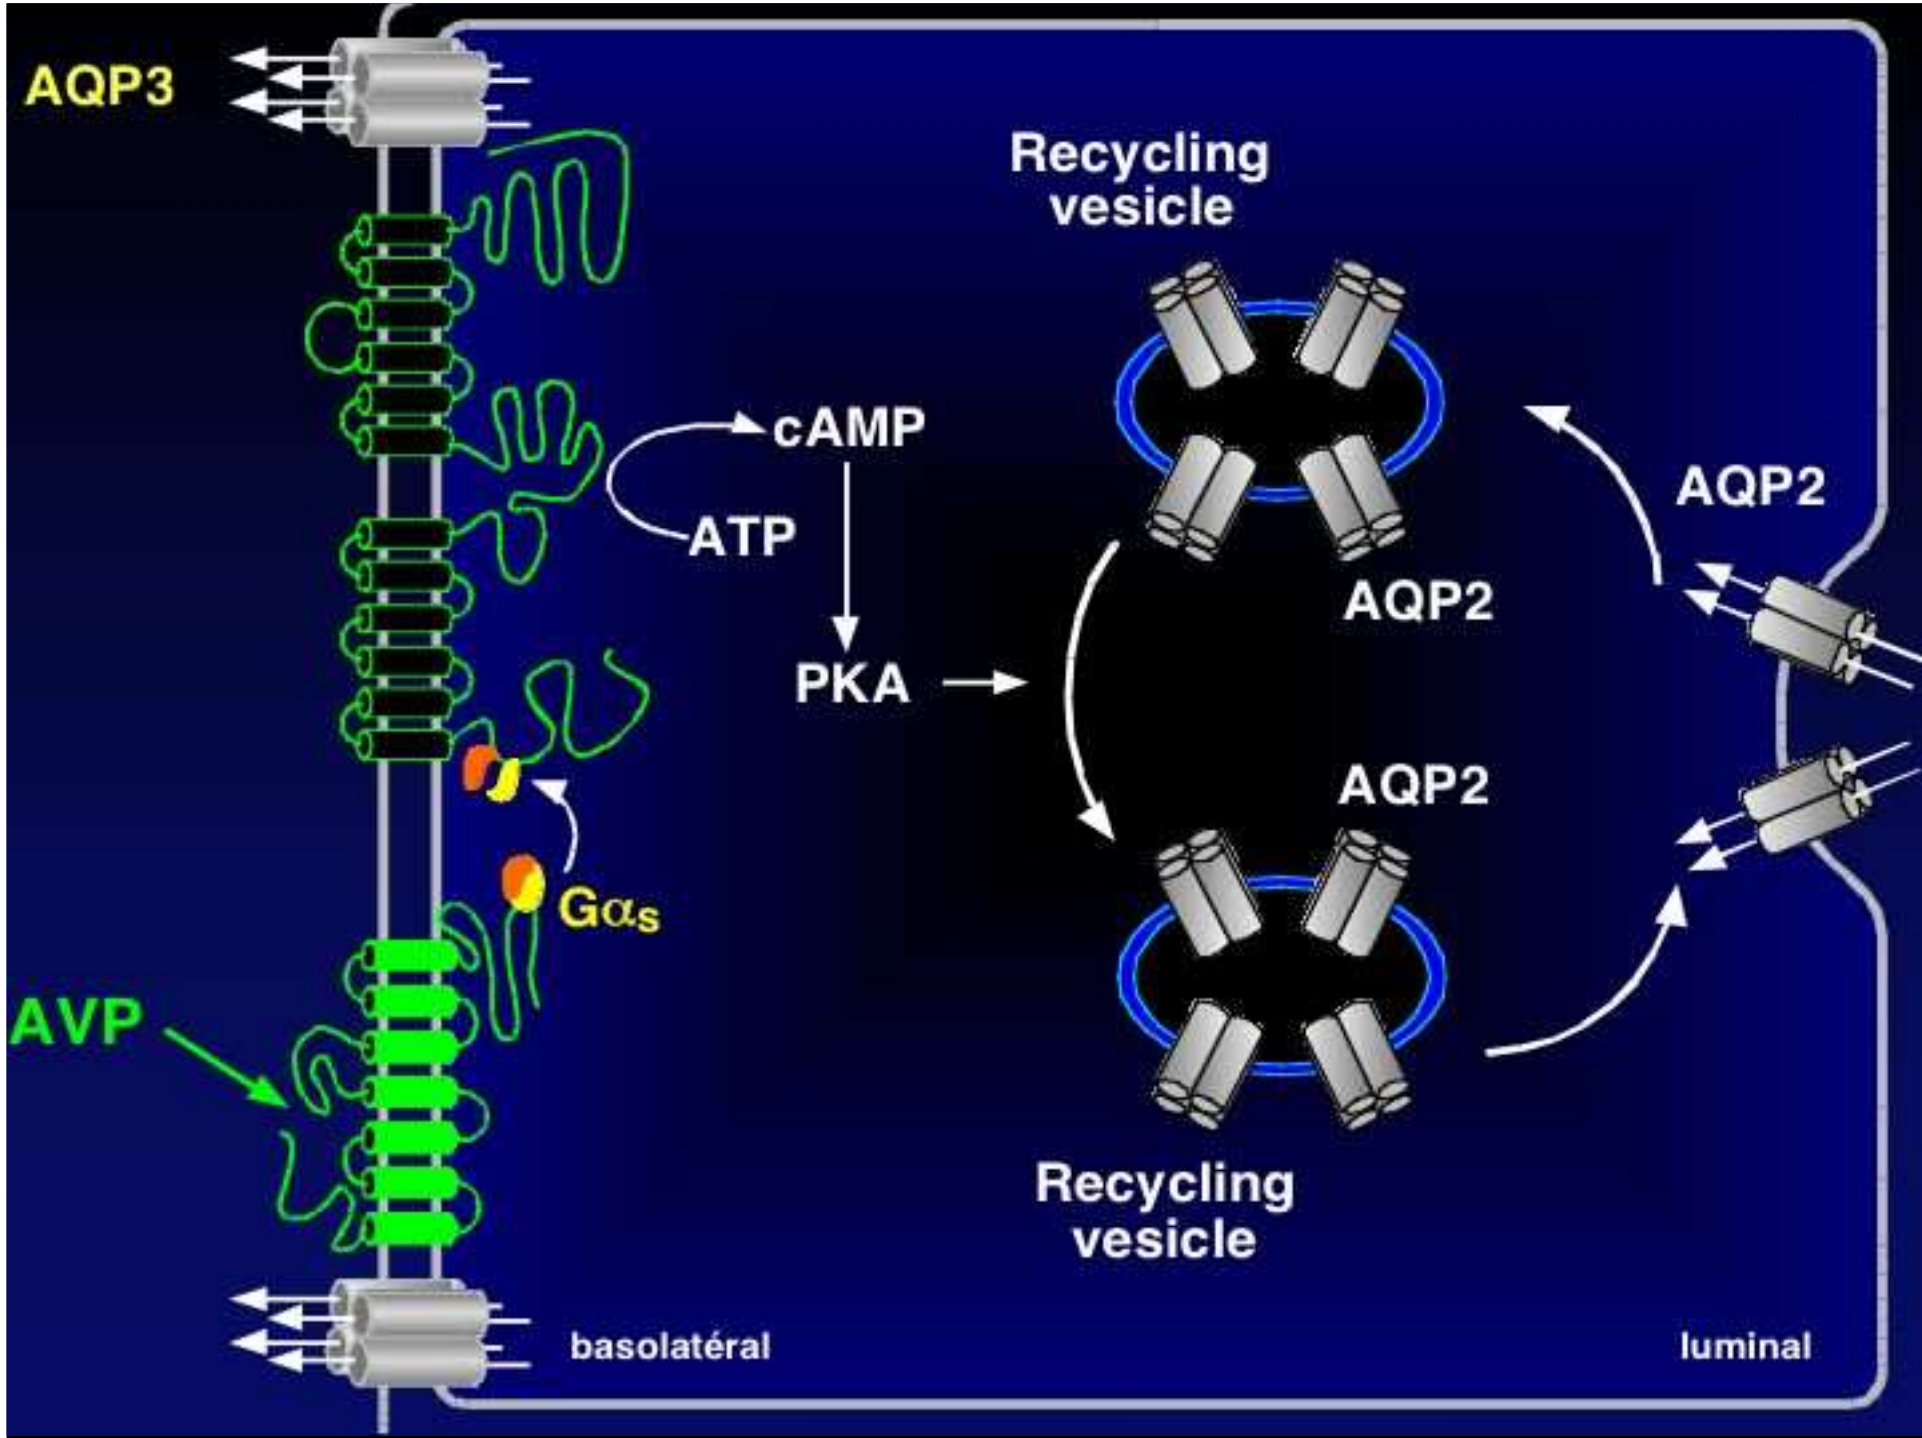 AQP3
Recycling
vesicle
cAMP
ATP
AQP2
AQP2
PKA
AQP2
Gαs
AVP
Recycling
vesicle
basolatéral
luminal